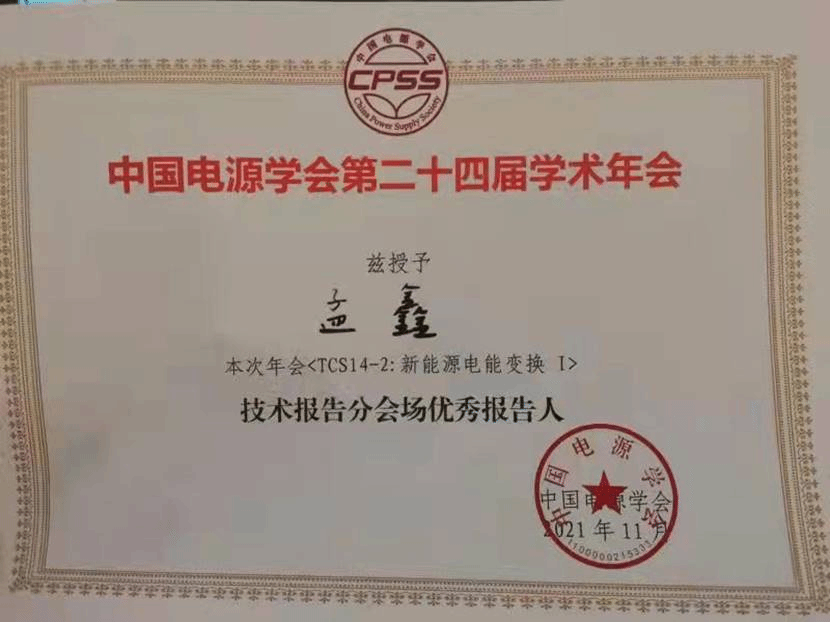 中国电源学会
CPSS
China Power Supply Society
中国电源学会第二十四届学术年会
兹授予
孟鑫
本次年会<TCS14-2:新能源电能变换 I>
技术报告分会场优秀报告人
中国电源学会
中国电源学会
2021年11月
1100000215233